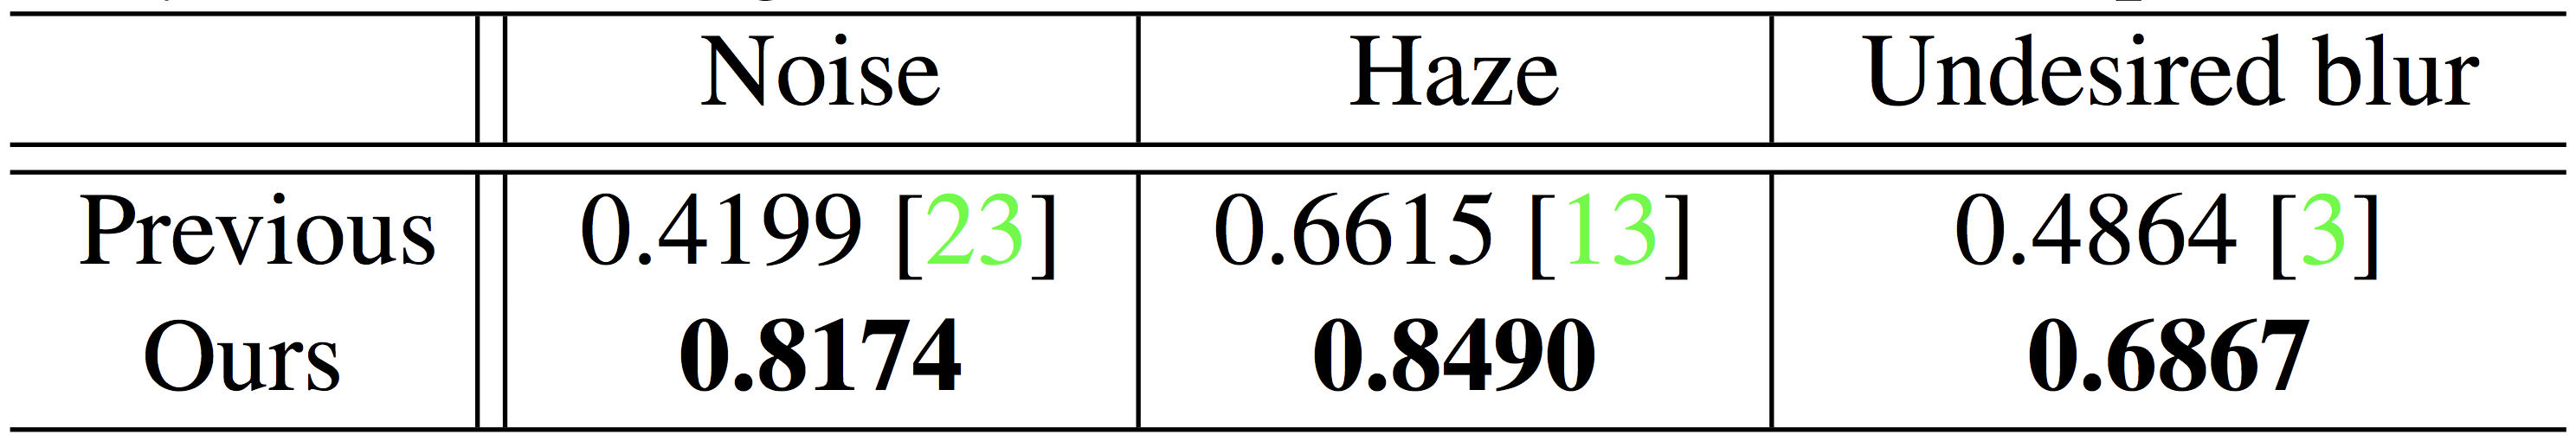 Noise Haze Undesired blur
Previous 0.4199 [23] 0.6615 [13] 0.4864 [3]
Ours 0.8174 0.8490 0.6867